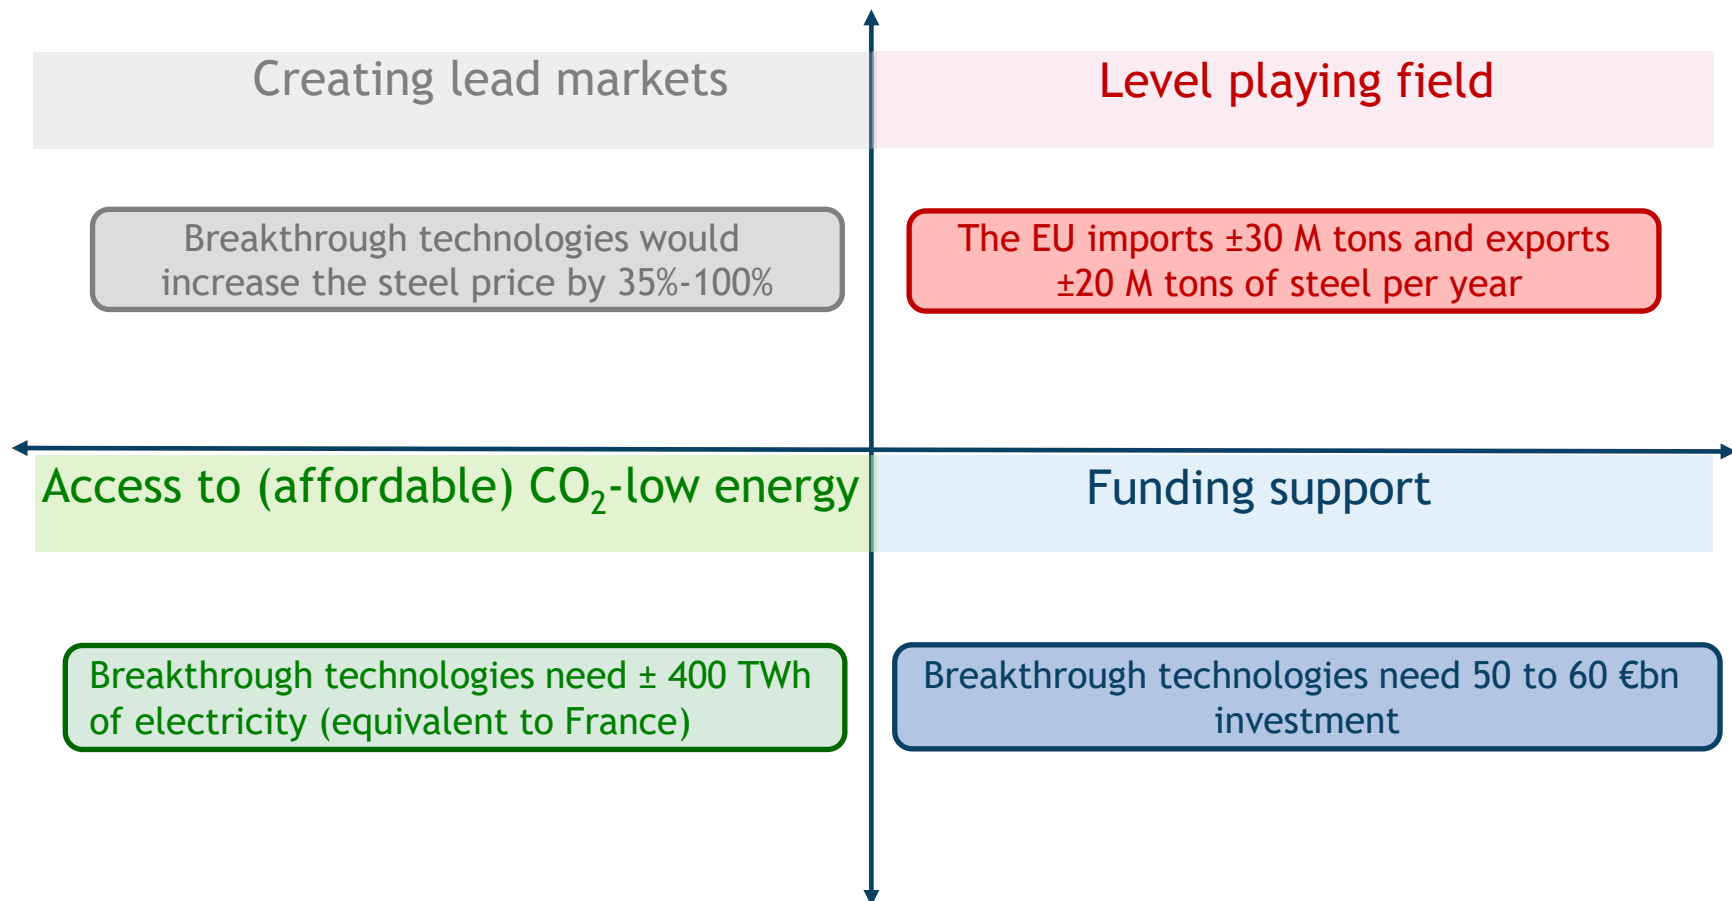 Creating lead markets
Level playing field
Breakthrough technologies would
increase the steel price by 35%-100%
The EU imports ±30 M tons and exports
±20 M tons of steel per year
Access to (affordable) CO₂-low energy
Funding support
Breakthrough technologies need ± 400 TWh
of electricity (equivalent to France)
Breakthrough technologies need 50 to 60 €bn
investment